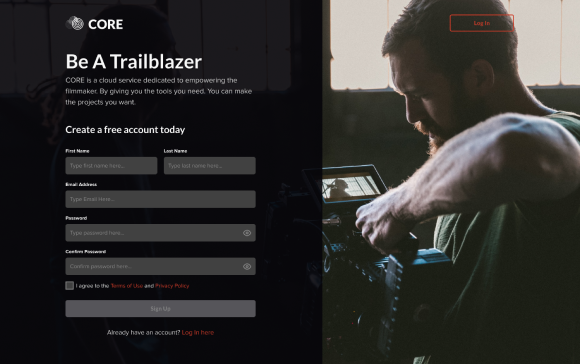 CORE
Log In
Be A Trailblazer
CORE is a cloud service dedicated to empowering the
filmmaker. By giving you the tools you need. You can make
the projects you want.
Create a free account today
First Name
Last Name
Type first name here...
Type last name here...
Email Address
Type Email Here...
Password
Type password here...
Confirm Password
Confirm password here...
I agree to the Terms of Use and Privacy Policy
Sign Up
Already have an account? Log in here